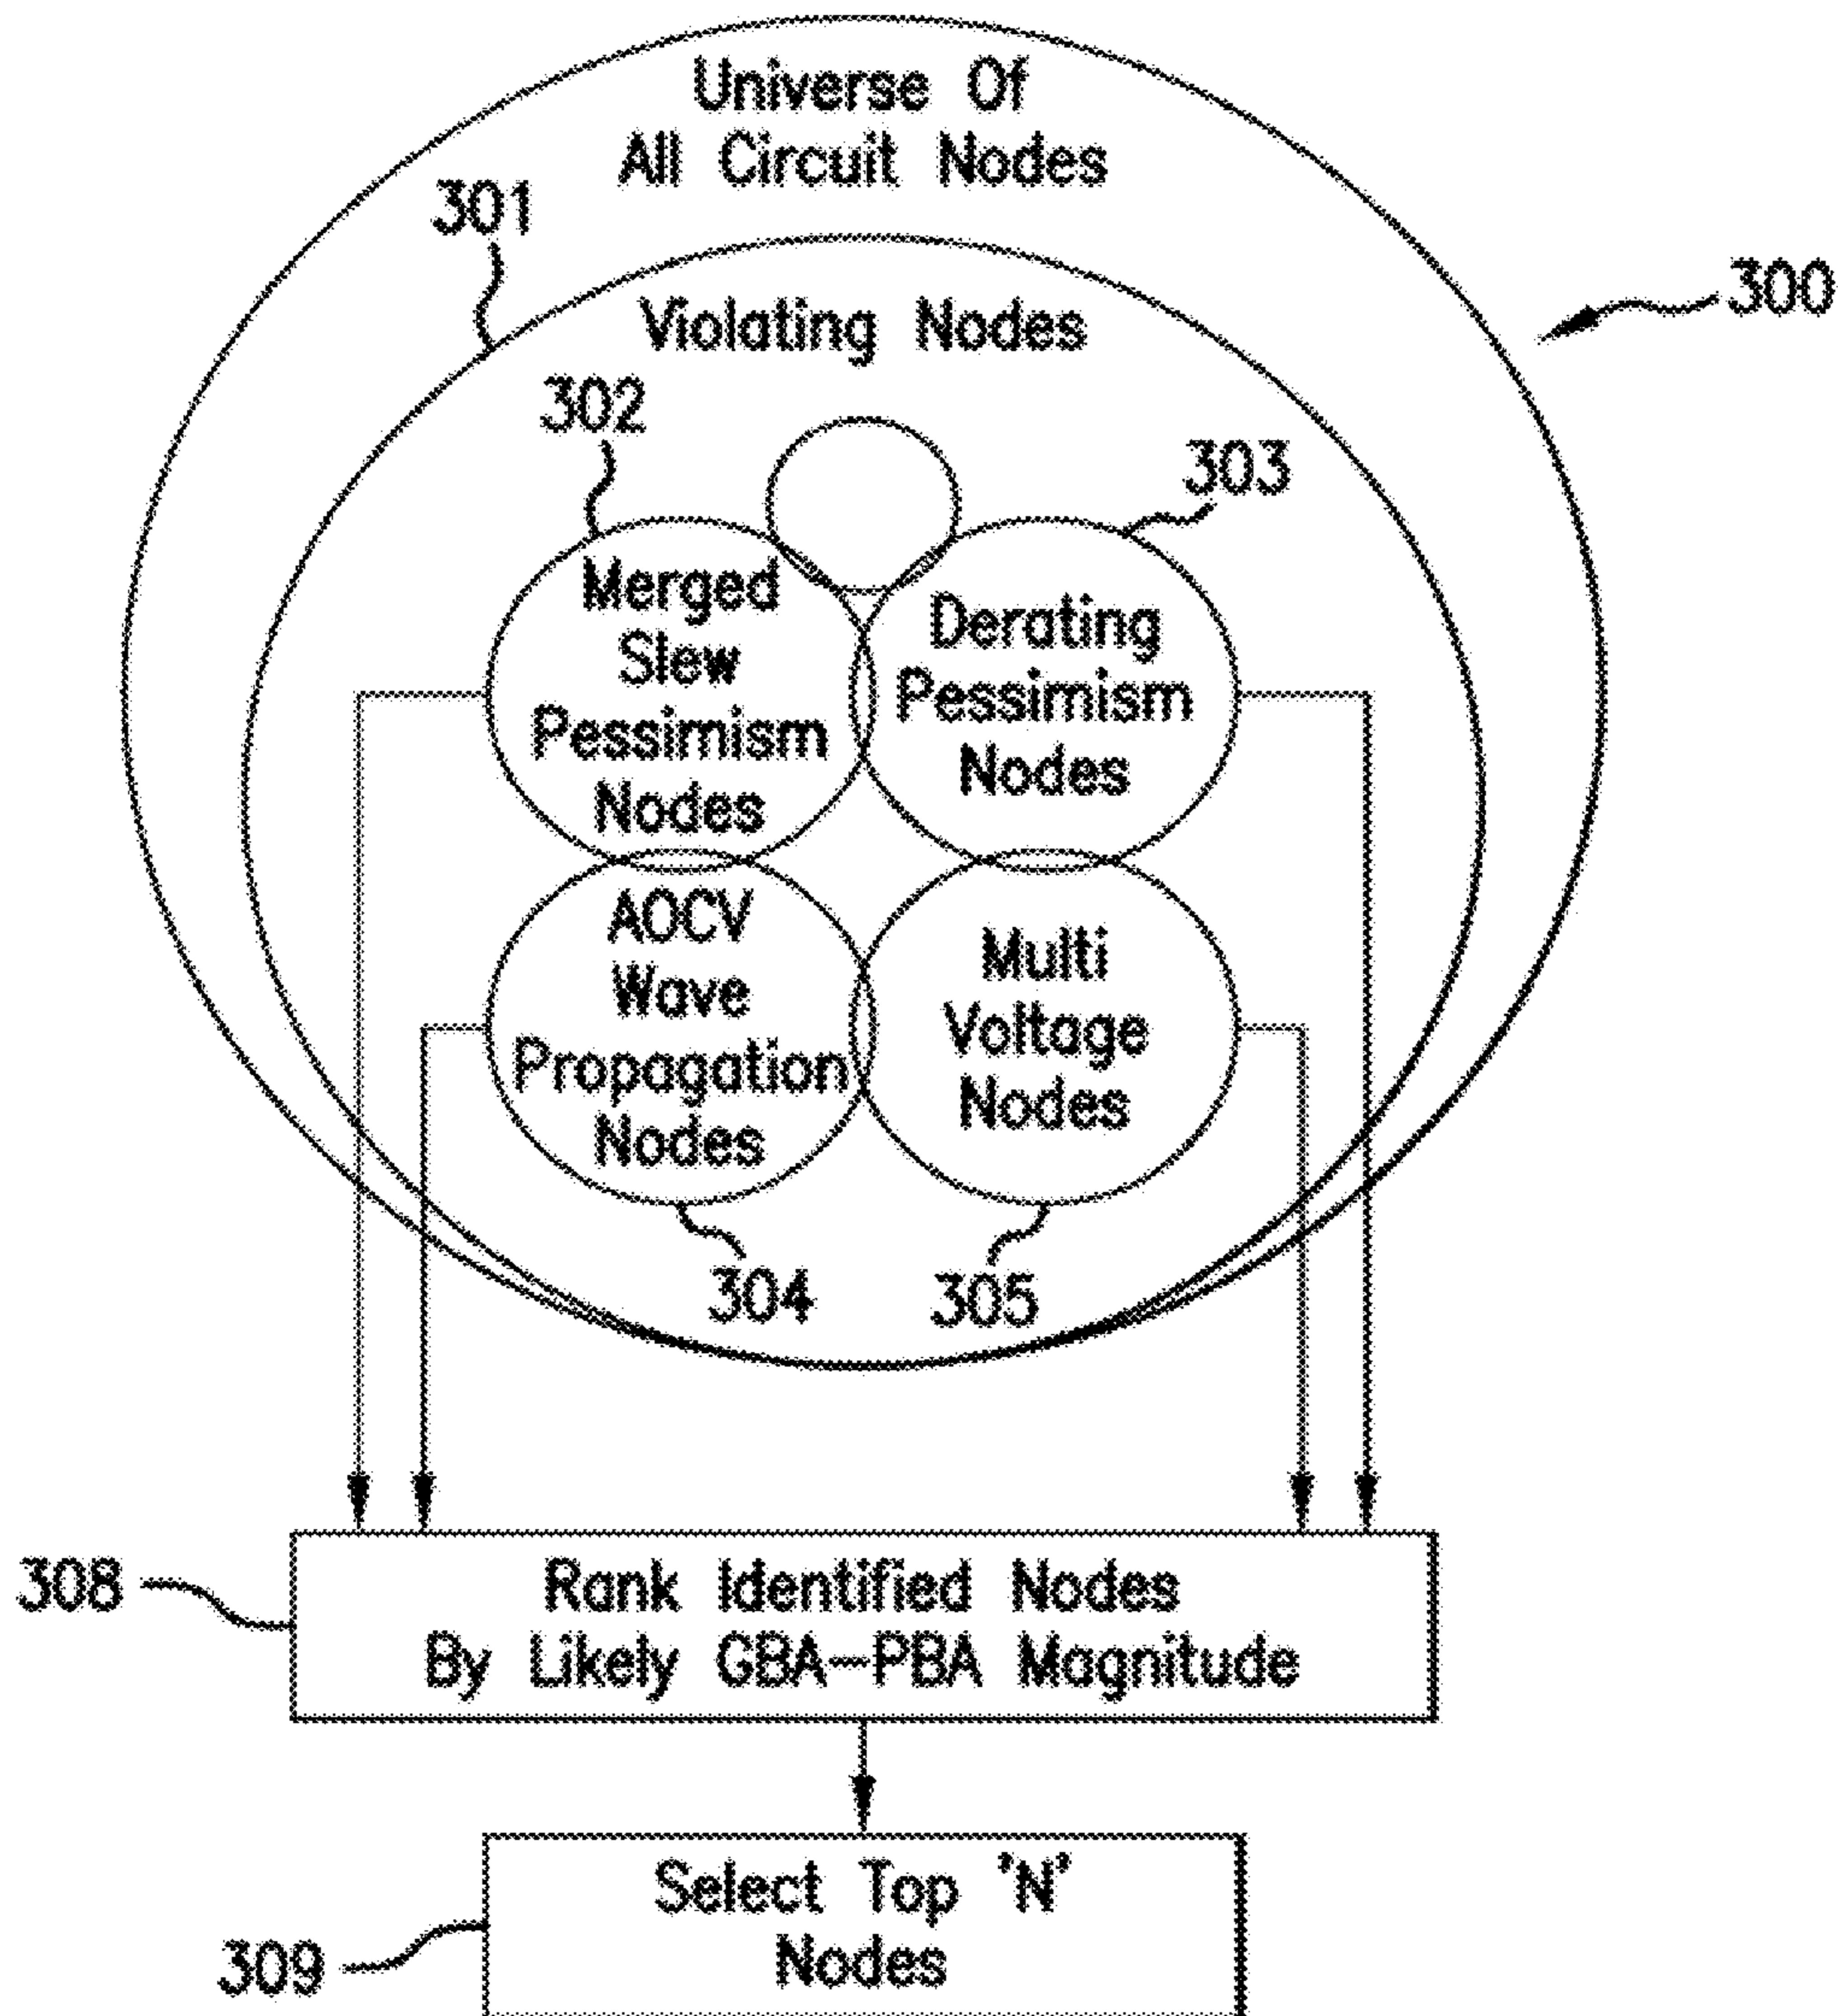 Universe Of
All Circuit Nodes
301
300
Violating Nodes
302
303
Merged
Slew
Pessimism
Nodes
Derating
Pessimism
Nodes
AOCV
Wave
Propagation
Nodes
Multi
Voltage
Nodes
304
305
308
Rank Identified Nodes
By Likely GBA-PBA Magnitude
Select Top 'N'
Nodes
309